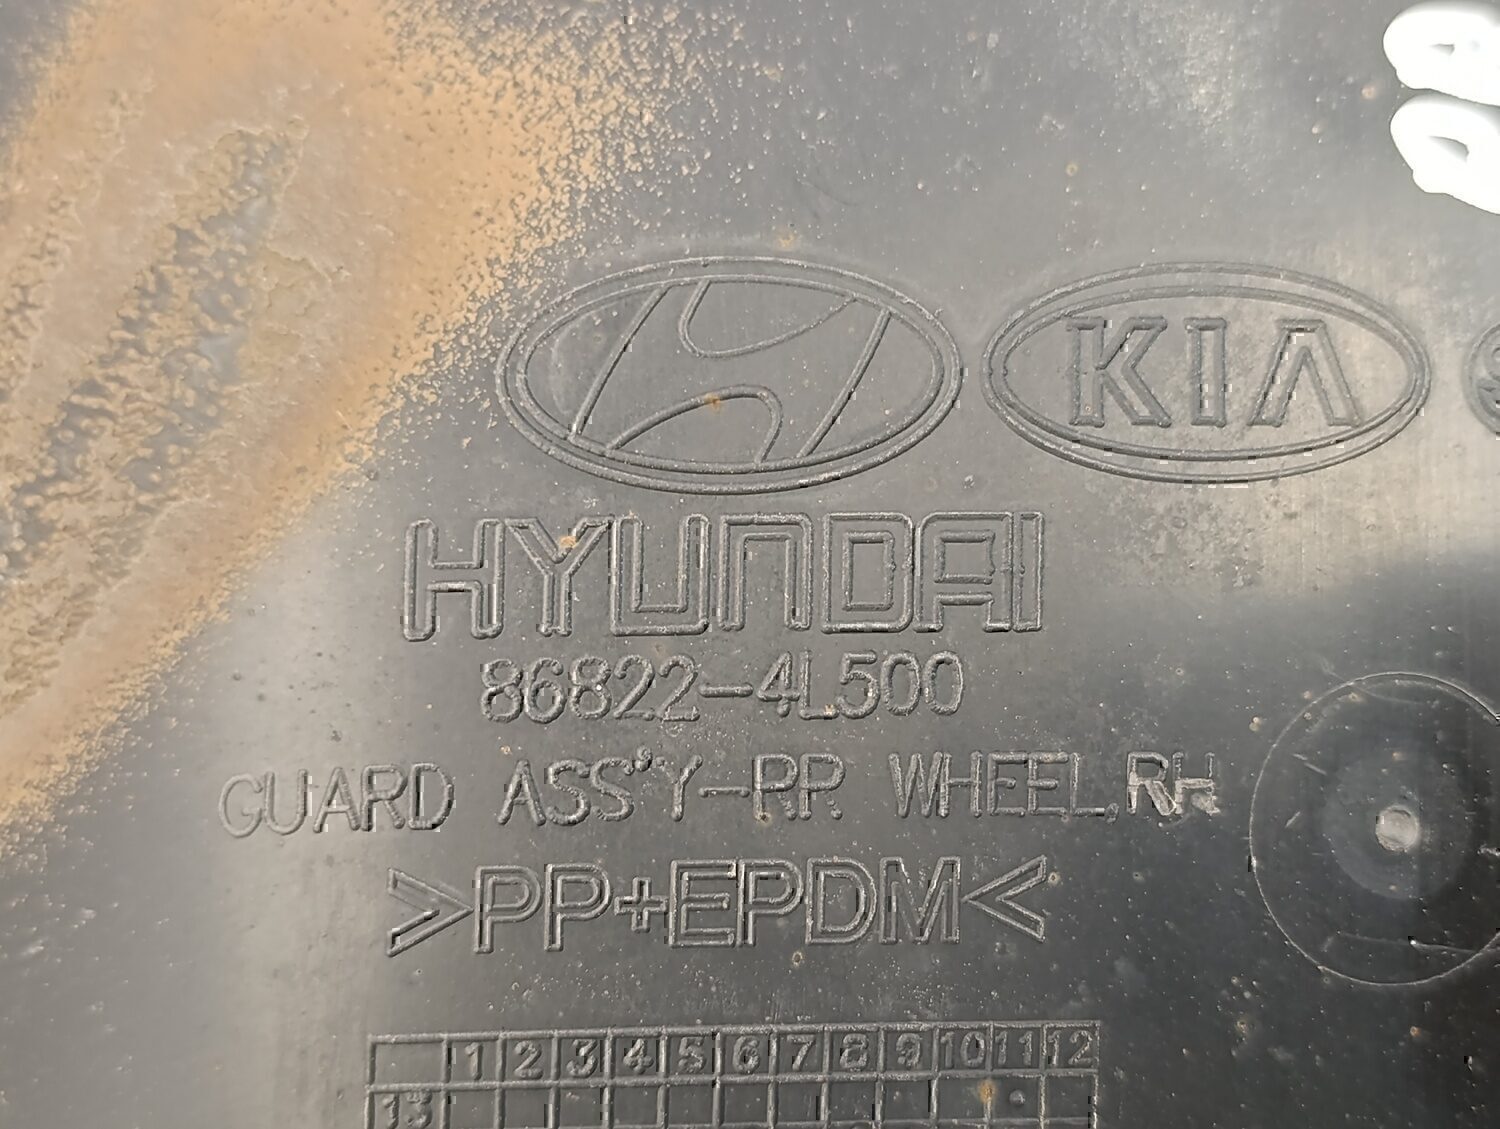 KIA
HYUNDAI
86822-4L500
GUARD ASS'Y-RR WHEEL,RH
>PP+EPDM<
1 2 3 4 5 6 7 8 9 10 11 12
13